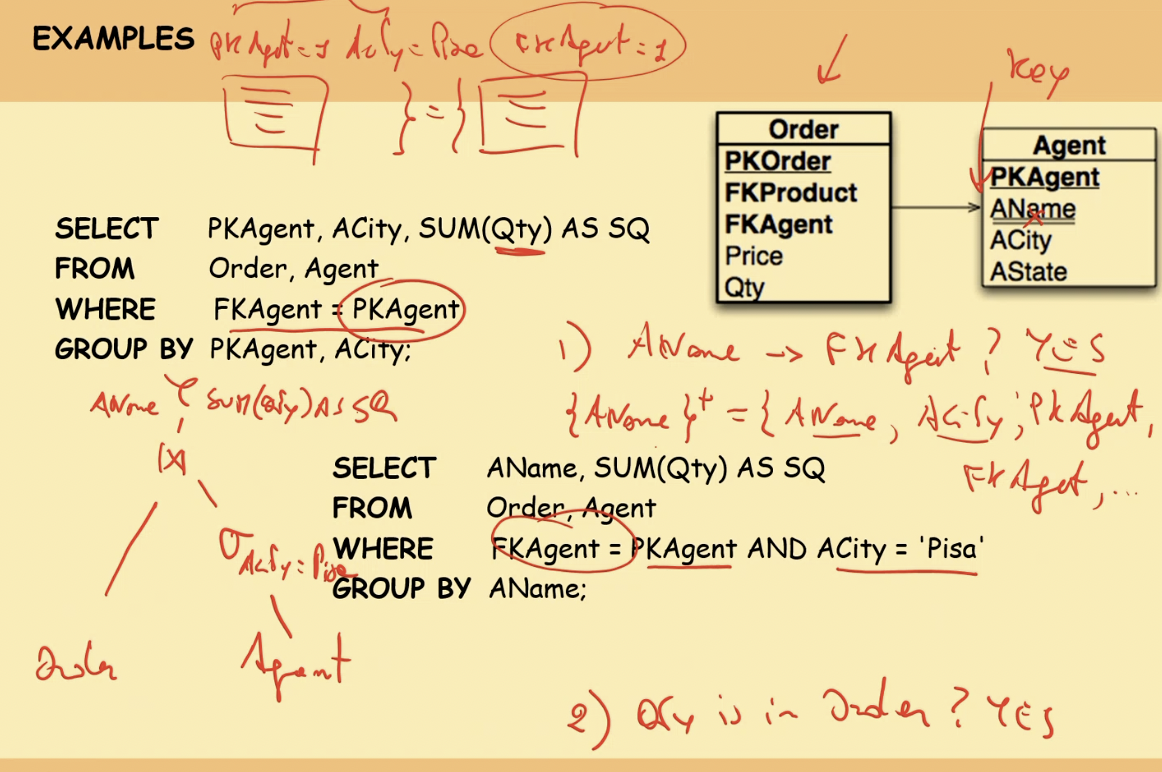 EXAMPLES PKAgent=1 ACity=Pisa FKAgent=1
} = {
Key
Order
PKOrder
FKProduct
FKAgent
Price
Qty
Agent
PKAgent
AName
ACity
AState
SELECT PKAgent, ACity, SUM(Qty) AS SQ
FROM Order, Agent
WHERE FKAgent = PKAgent
GROUP BY PKAgent, ACity;
1) AName -> FKAgent ? YES
{AName}+ = {AName, ACity, PKAgent,
FKAgent, ...
AName γ SUM(Qty) AS SQ
|X|
σ ACity=Pisa
Order Agent
SELECT AName, SUM(Qty) AS SQ
FROM Order, Agent
WHERE FKAgent = PKAgent AND ACity = 'Pisa'
GROUP BY AName;
2) Qty is in Order ? YES